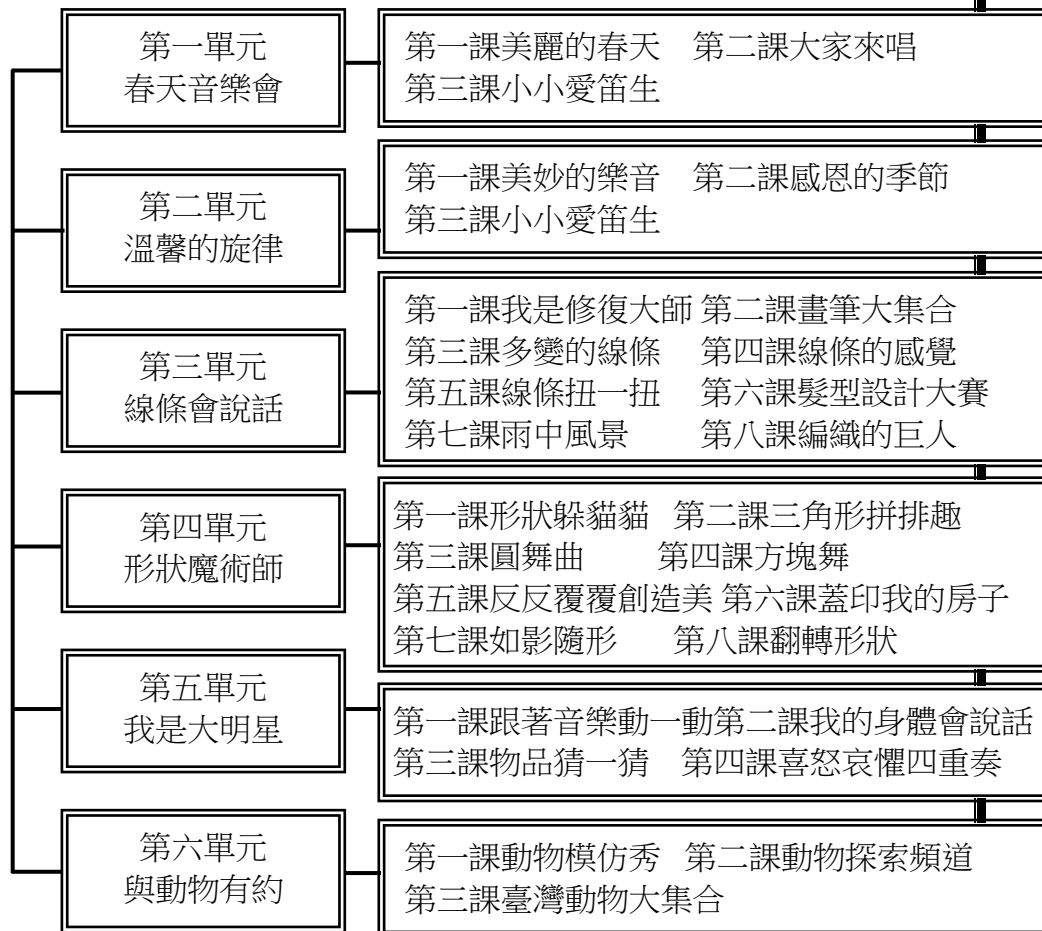 第一單元
春天音樂會
第一課美麗的春天 第二課大家來唱
第三課小小愛笛生
第二單元
溫馨的旋律
第一課美妙的樂音 第二課感恩的季節
第三課小小愛笛生
第三單元
線條會說話
第一課我是修復大師 第二課畫筆大集合
第三課多變的線條 第四課線條的感覺
第五課線條扭一扭 第六課髮型設計大賽
第七課雨中風景 第八課編織的巨人
第四單元
形狀魔術師
第一課形狀躲貓貓 第二課三角形拼排趣
第三課圓舞曲 第四課方塊舞
第五課反反覆覆創造美 第六課蓋印我的房子
第七課如影隨形 第八課翻轉形狀
第五單元
我是大明星
第一課跟著音樂動一動第二課我的身體會說話
第三課物品猜一猜 第四課喜怒哀懼四重奏
第六單元
與動物有約
第一課動物模仿秀 第二課動物探索頻道
第三課臺灣動物大集合